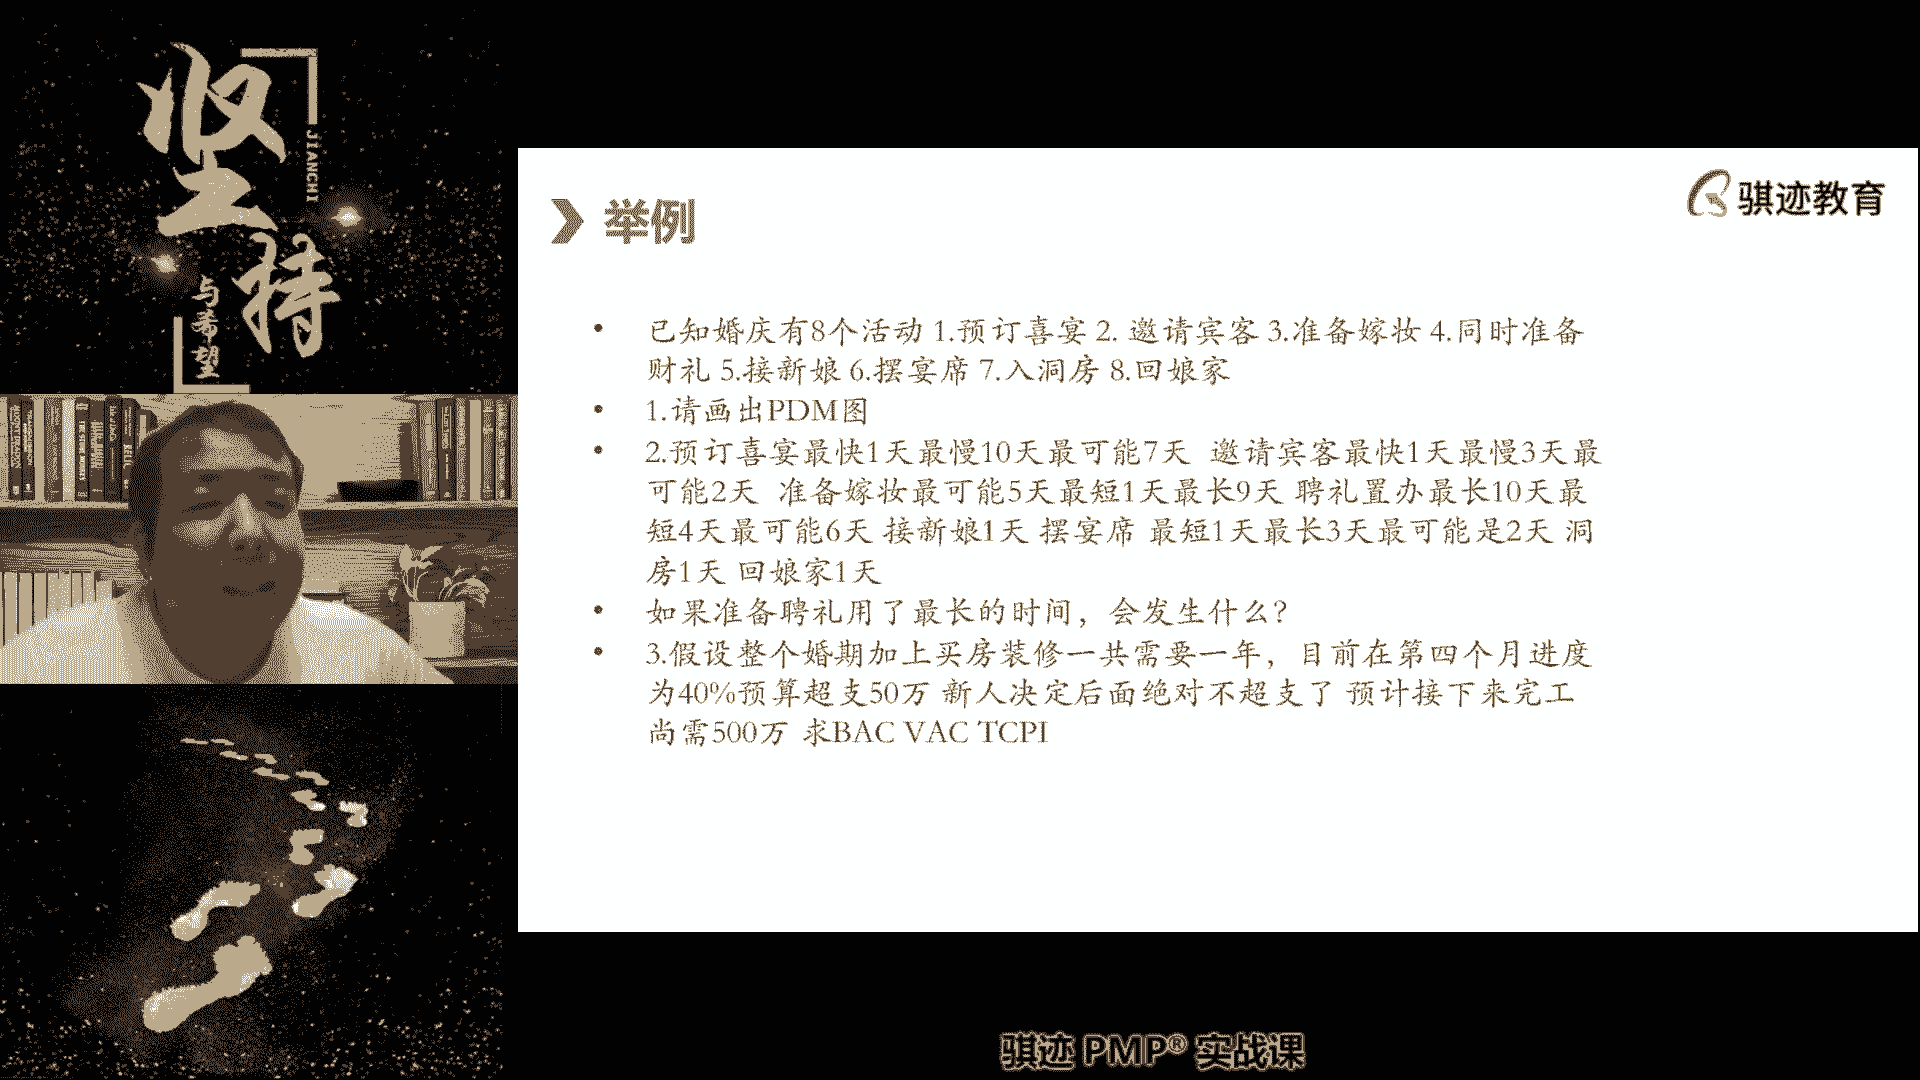 坚持
JIANCHI
与希望
骐迹教育
举例
• 已知婚庆有8个活动 1.预订喜宴 2. 邀请宾客 3.准备嫁妆 4.同时准备
财礼 5.接新娘 6.摆宴席 7.入洞房 8.回娘家
• 1.请画出PDM图
• 2.预订喜宴最快1天最慢10天最可能7天 邀请宾客最快1天最慢3天最
可能2天 准备嫁妆最可能5天最短1天最长9天 聘礼置办最长10天最
短4天最可能6天 接新娘1天 摆宴席 最短1天最长3天最可能是2天 洞
房1天 回娘家1天
• 如果准备聘礼用了最长的时间，会发生什么？
• 3.假设整个婚期加上买房装修一共需要一年，目前在第四个月进度
为40%预算超支50万 新人决定后面绝对不超支了 预计接下来完工
尚需500万 求BAC VAC TCPI
骐迹 PMP® 实战课